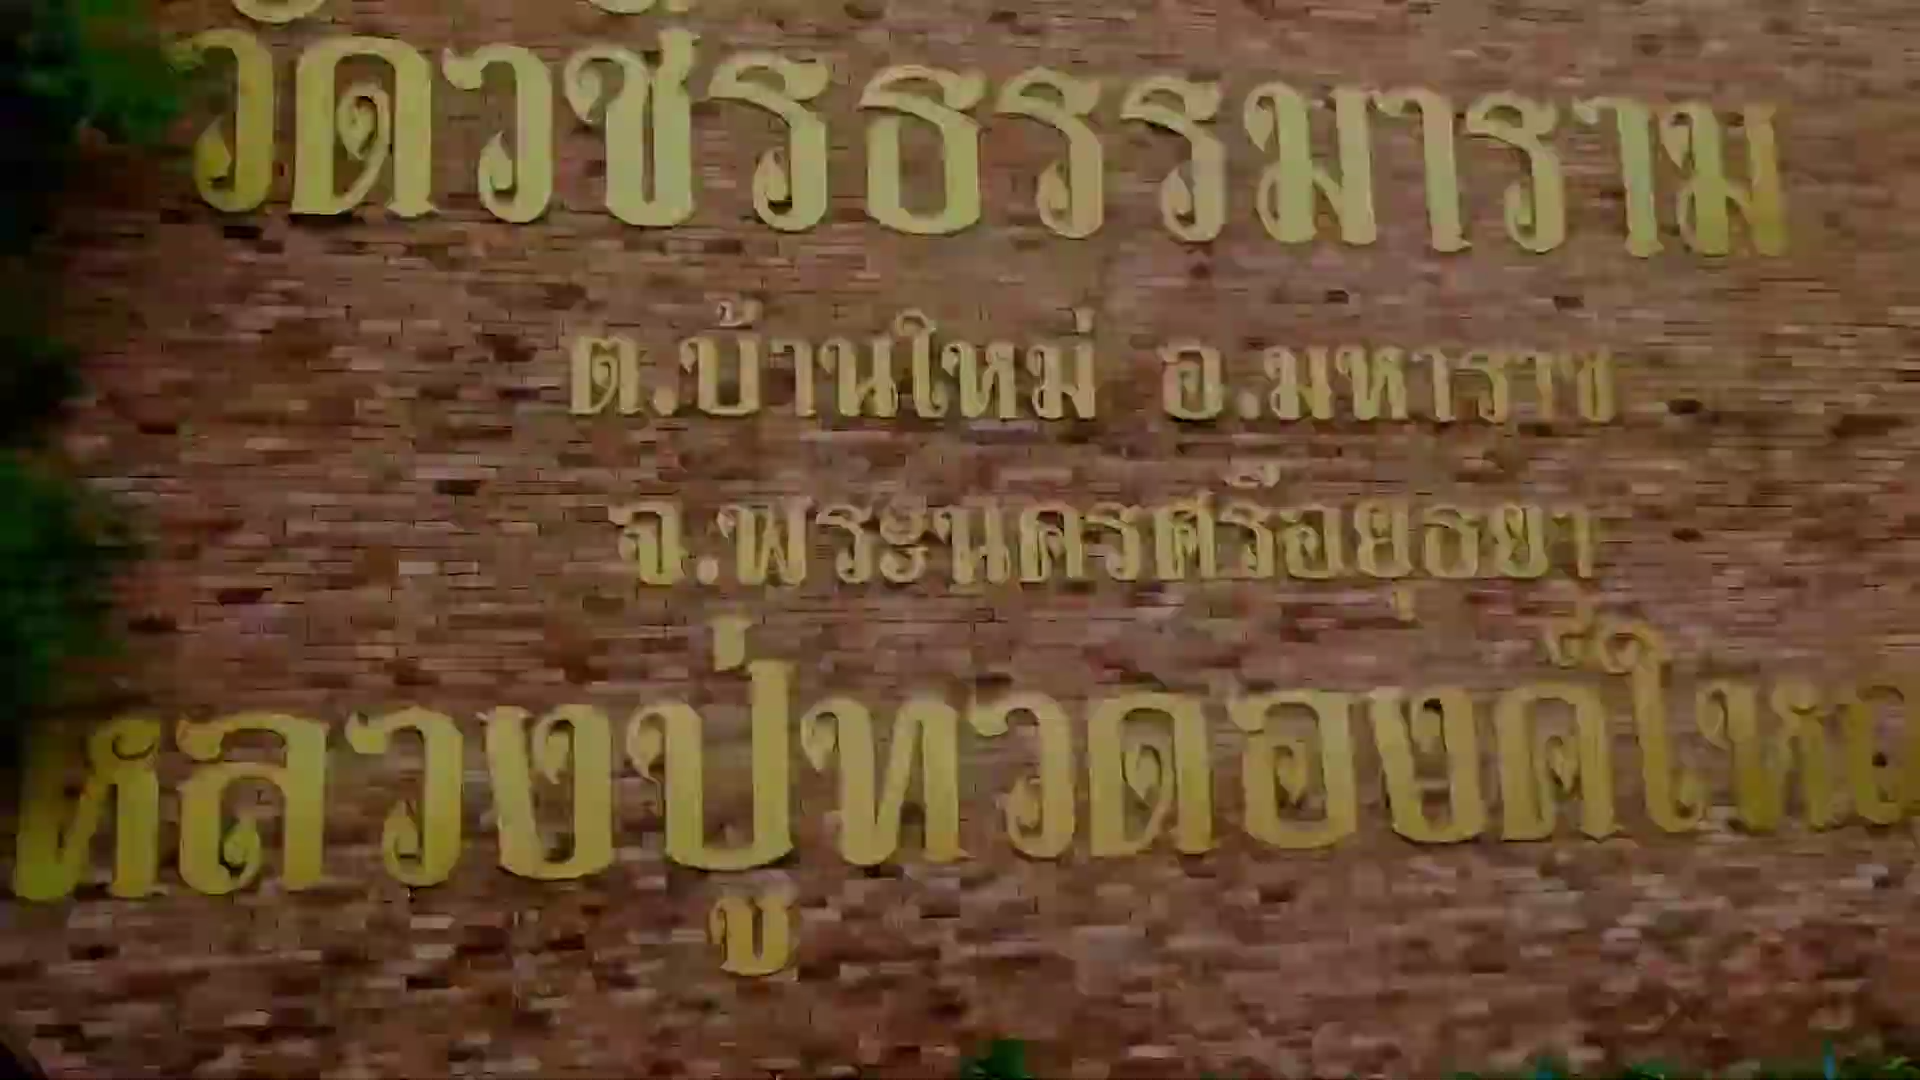 วัดวชิรธรรมาราม
ต.บ้านใหม่ อ.มหาราช
จ.พระนครศรีอยุธยา
หลวงปู่ทวดองค์ใหญ่